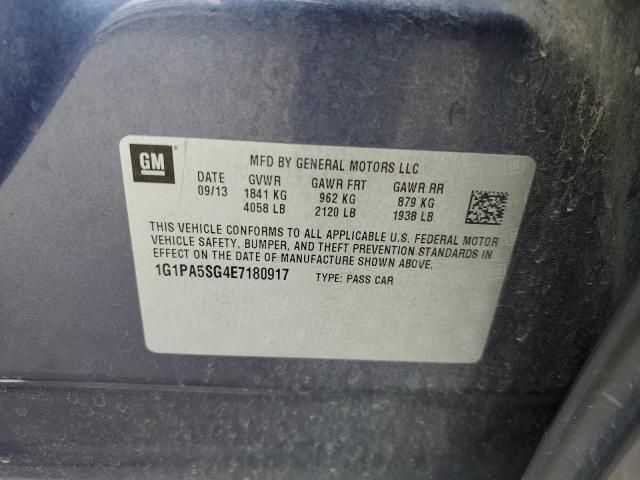 GM
MFD BY GENERAL MOTORS LLC
DATE GVWR GAWR FRT GAWR RR
09/13 1841 KG 962 KG 879 KG
4058 LB 2120 LB 1938 LB
THIS VEHICLE CONFORMS TO ALL APPLICABLE U.S. FEDERAL MOTOR
VEHICLE SAFETY, BUMPER, AND THEFT PREVENTION STANDARDS IN
EFFECT ON THE DATE OF MANUFACTURE SHOWN ABOVE.
1G1PA5SG4E7180917 TYPE: PASS CAR